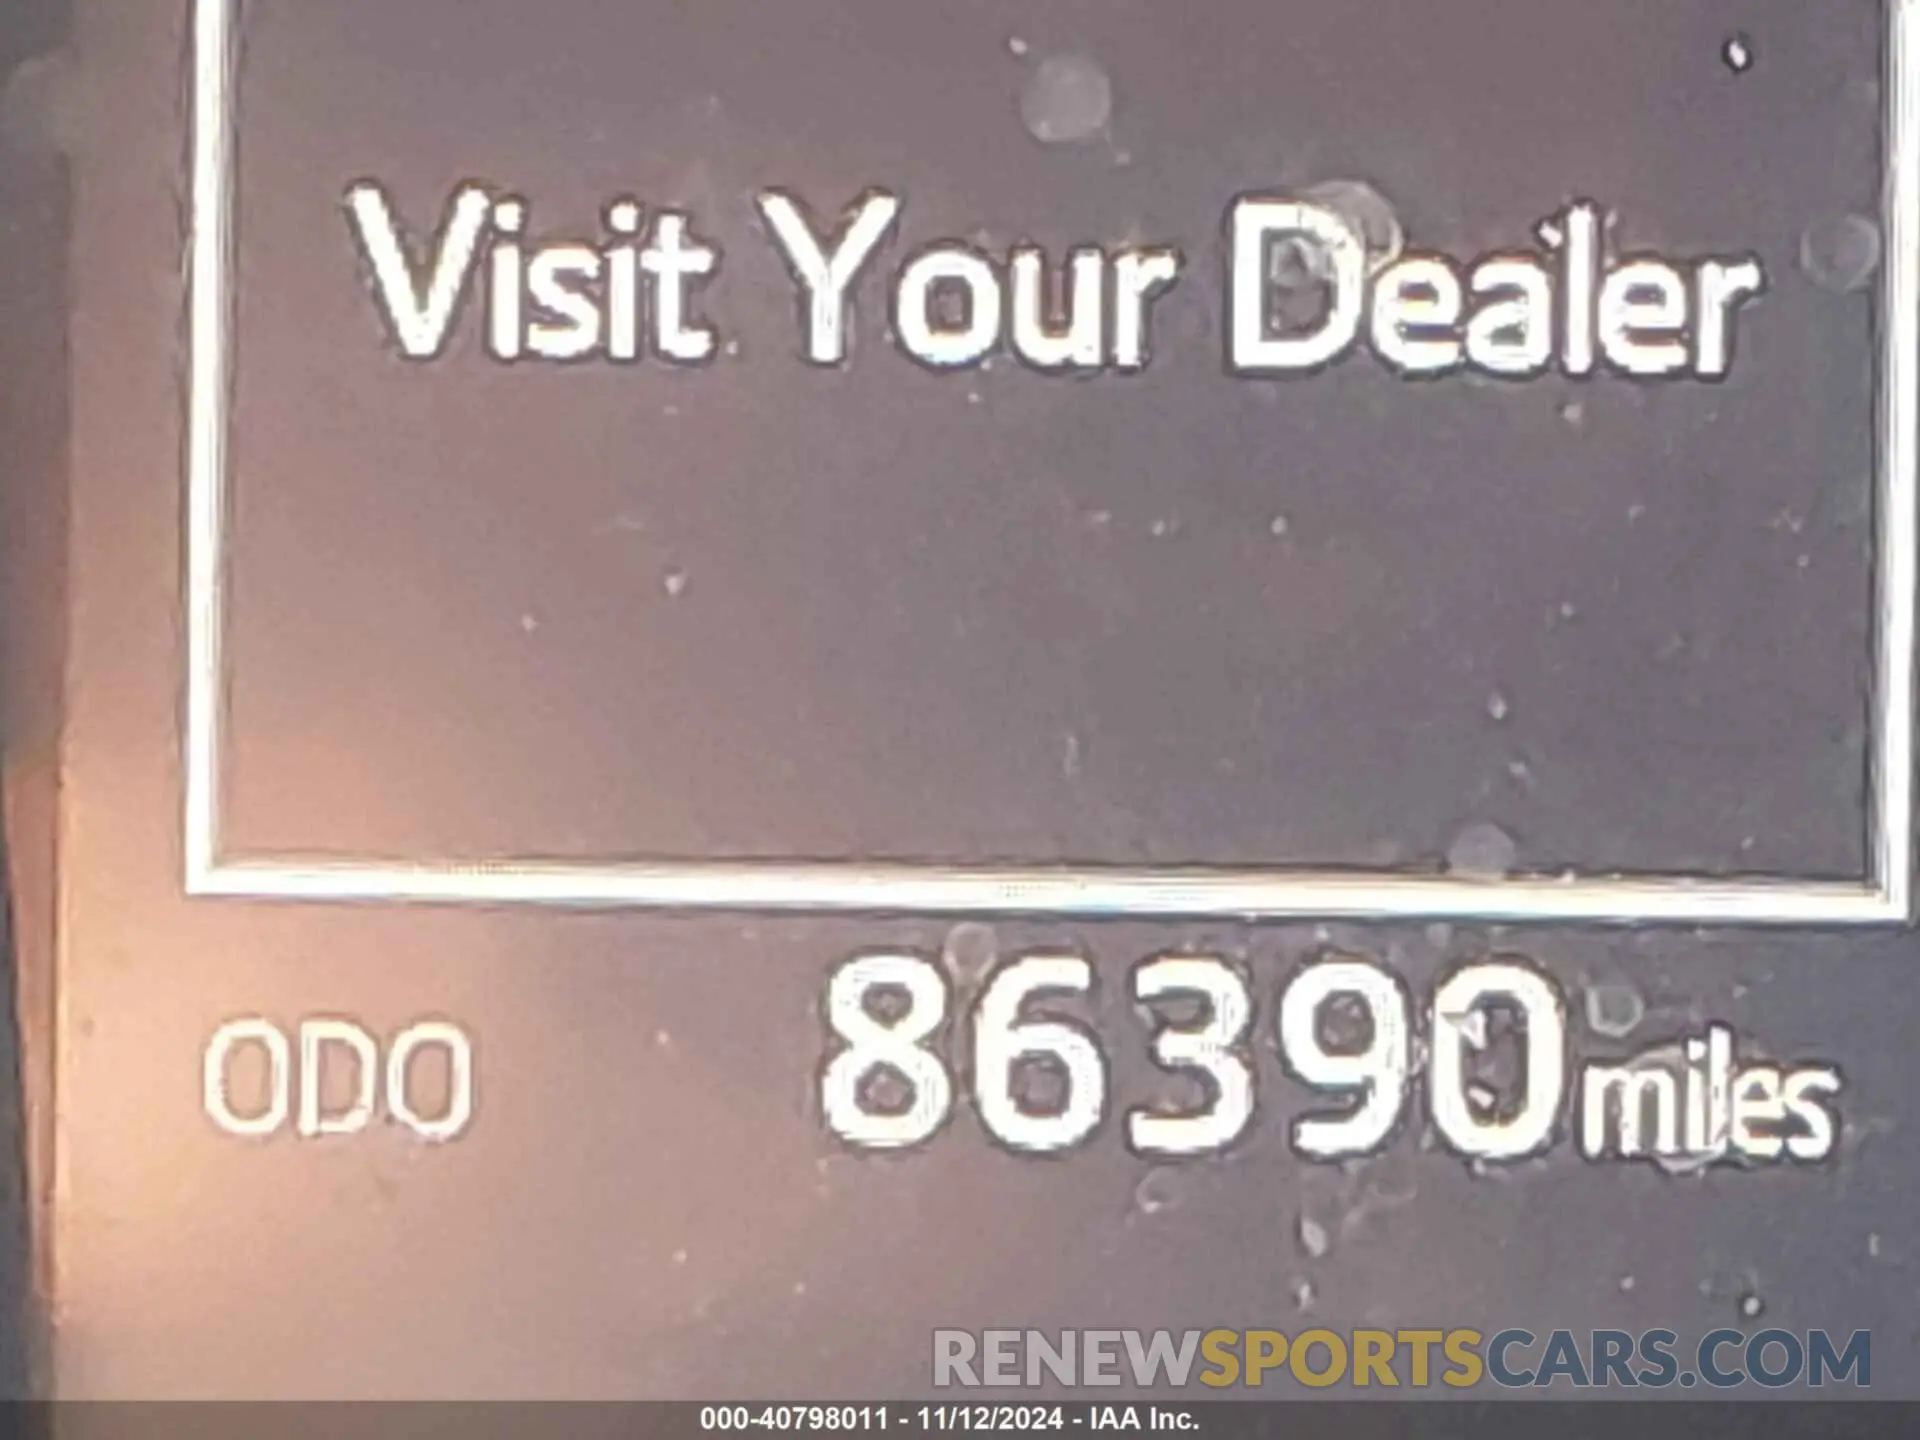 Visit Your Dealer
ODO 86390 miles
RENEWSPORTSCARS.COM
000-40798011 - 11/12/2024 - IAA Inc.